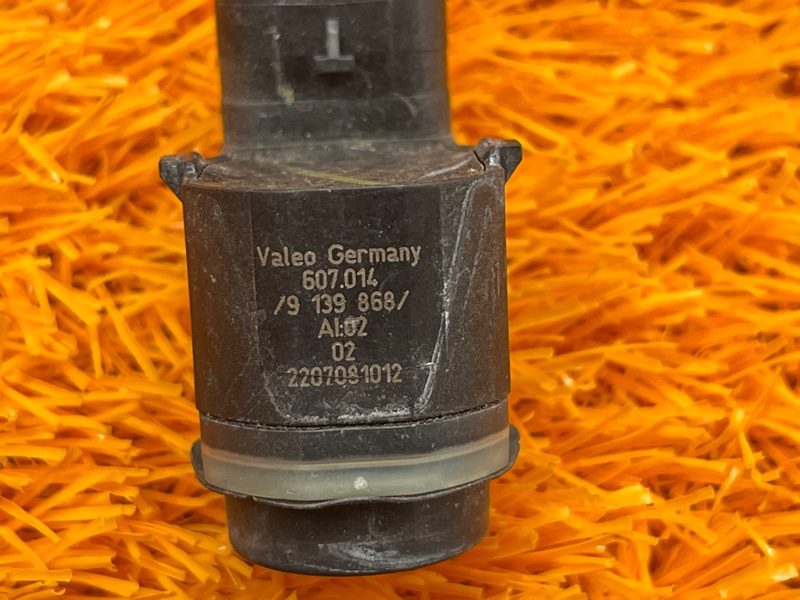 Valeo Germany
607.014
/9 139 868/
AI:02
02
2207081012